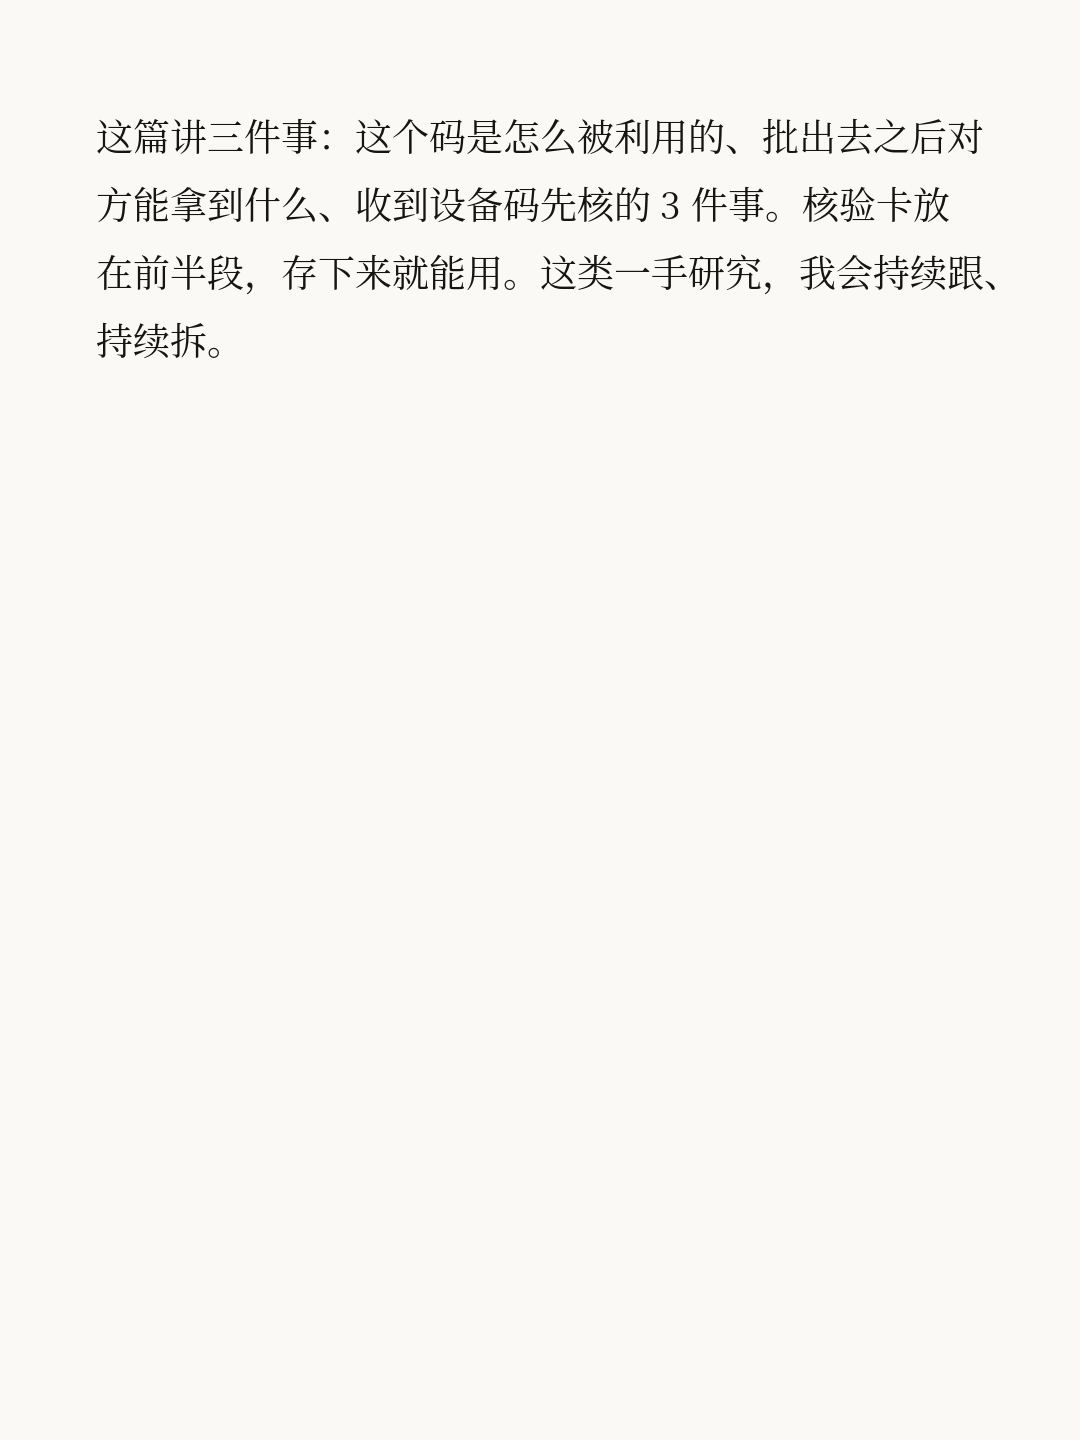 这篇讲三件事：这个码是怎么被利用的、批出去之后对
方能拿到什么、收到设备码先核的 3 件事。核验卡放
在前半段，存下来就能用。这类一手研究，我会持续跟、
持续拆。